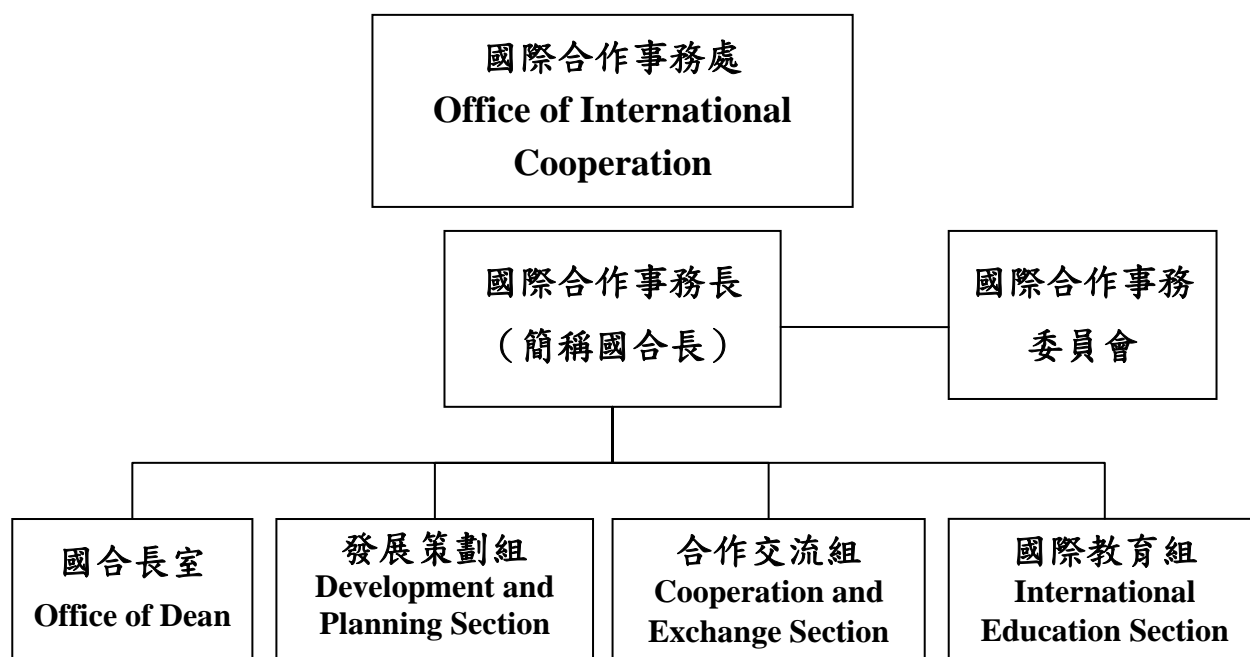 國際合作事務處
Office of International
Cooperation
國際合作事務長
（簡稱國合長）
國際合作事務
委員會
國合長室
Office of Dean
發展策劃組
Development and
Planning Section
合作交流組
Cooperation and
Exchange Section
國際教育組
International
Education Section